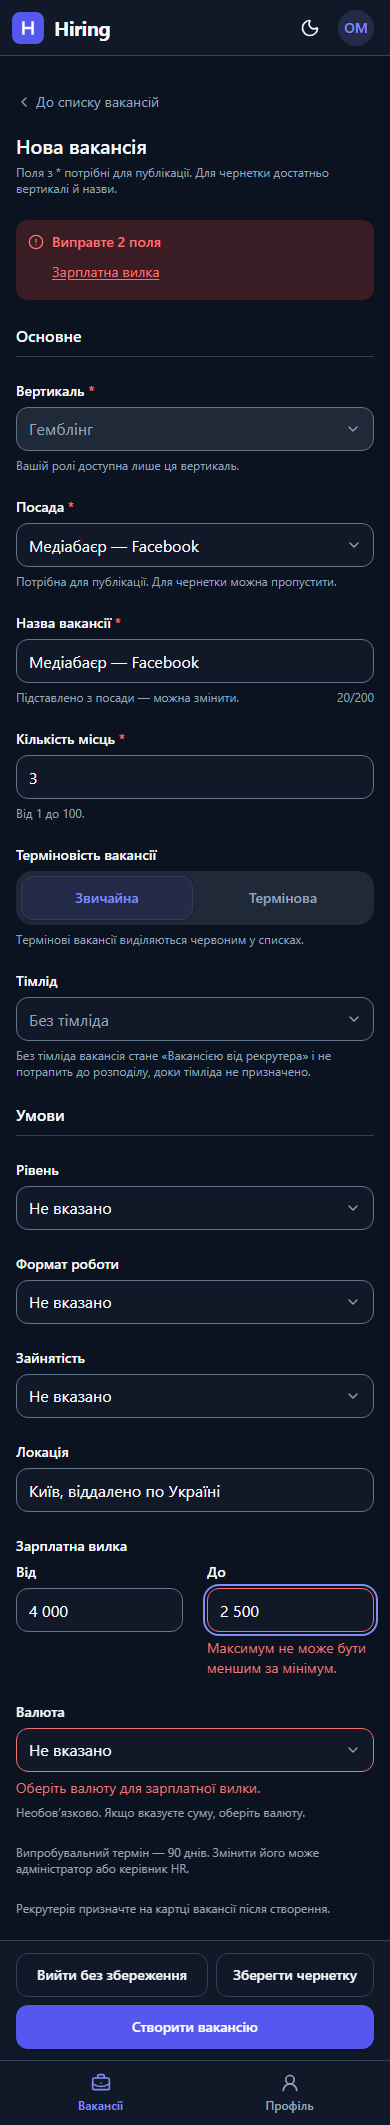 H Hiring OM
До списку вакансій
Нова вакансія
Поля з * потрібні для публікації. Для чернетки достатньо
вертикалі й назви.
Виправте 2 поля
Зарплатна вилка
Основне
Вертикаль *
Гемблінг
Вашій ролі доступна лише ця вертикаль.
Посада *
Медіабаєр — Facebook
Потрібна для публікації. Для чернетки можна пропустити.
Назва вакансії *
Медіабаєр — Facebook
Підставлено з посади — можна змінити. 20/200
Кількість місць *
3
Від 1 до 100.
Терміновість вакансії
Звичайна Термінова
Термінові вакансії виділяються червоним у списках.
Тімлід
Без тімліда
Без тімліда вакансія стане «Вакансією від рекрутера» і не
потрапить до розподілу, доки тімліда не призначено.
Умови
Рівень
Не вказано
Формат роботи
Не вказано
Зайнятість
Не вказано
Локація
Київ, віддалено по Україні
Зарплатна вилка
Від До
4 000 2 500
Максимум не може бути
меншим за мінімум.
Валюта
Не вказано
Оберіть валюту для зарплатної вилки.
Необов’язково. Якщо вказуєте суму, оберіть валюту.
Випробувальний термін — 90 днів. Змінити його може
адміністратор або керівник HR.
Рекрутерів призначте на картці вакансії після створення.
Вийти без збереження Зберегти чернетку
Створити вакансію
Вакансії Профіль